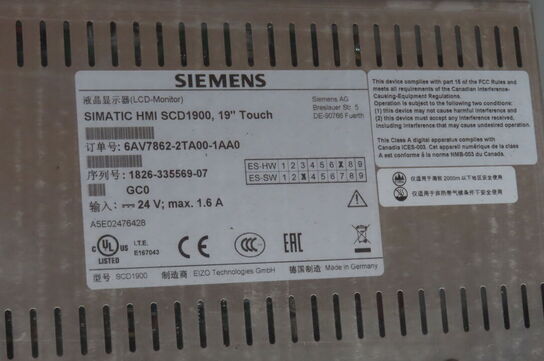 SIEMENS
液晶显示器(LCD-Monitor)
SIMATIC HMI SCD1900, 19" Touch
Siemens AG
Breslauer Str. 5
DE-90766 Fuerth
订单号: 6AV7862-2TA00-1AA0
ES-HW 1 2 3 4 5 6 X 8 9
ES-SW 1 2 X 4 5 6 7 8 9
序列号: 1826-335569-07
GC0
输入: 24 V; max. 1.6 A
A5E02476428
C UL US LISTED
I.T.E.
E167043
CE
CCC
EAC
型号 SCD1900 制造商 EIZO Technologies GmbH 德国制造 Made in Germany
This device complies with part 15 of the FCC Rules and
meets all requirements of the Canadian Interference-
Causing-Equipment Regulations.
Operation is subject to the following two conditions:
(1) this device may not cause harmful interference and
(2) this device must accept any interference received,
including interference that may cause undesired operation.
This Class A digital apparatus complies with the
Canadian ICES-003. Cet appareil numérique de la class
A est conforme à la norme NMB-003 du Canada.
仅适用于海拔 2000m 以下地区安全使用
仅适用于非热带气候条件下安全使用